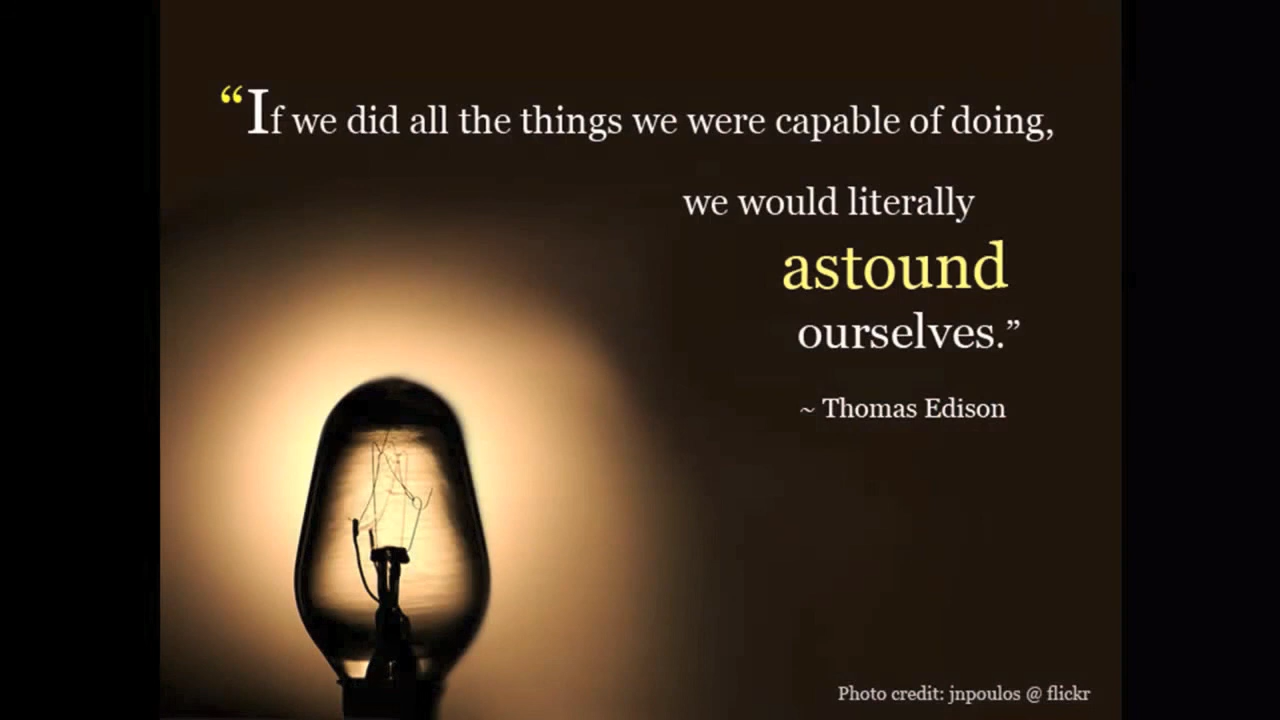 “If we did all the things we were capable of doing,
we would literally
astound
ourselves.”
~ Thomas Edison
Photo credit: jnpoulos @ flickr